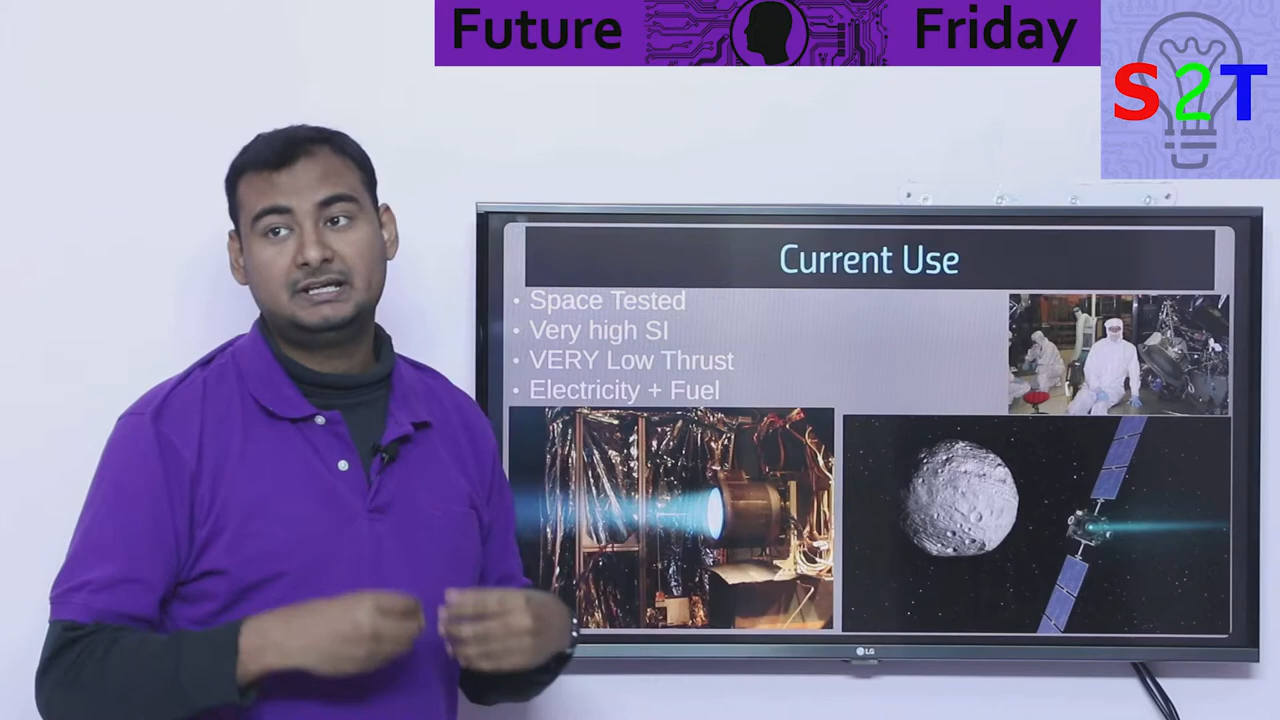 Future Friday
S2T
Current Use
• Space Tested
• Very high SI
• VERY Low Thrust
• Electricity + Fuel
LG